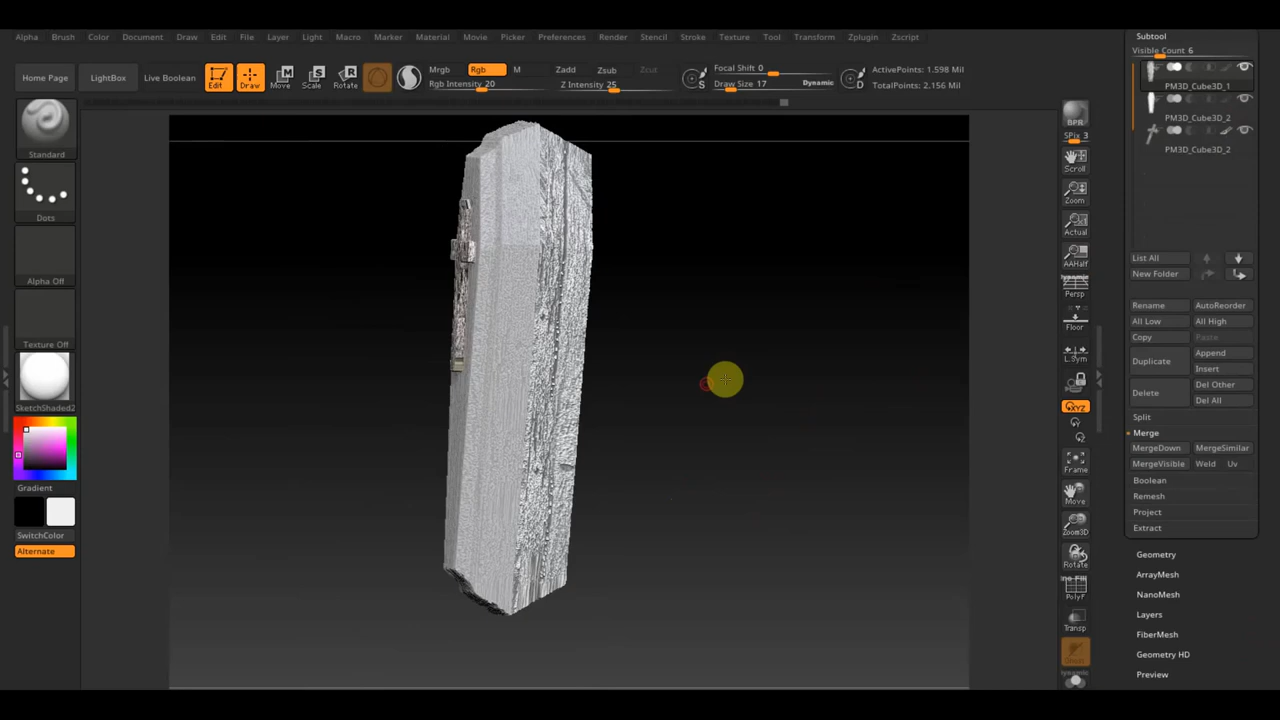 Alpha Brush Color Document Draw Edit File Layer Light Macro Marker Material Movie Picker Preferences Render Stencil Stroke Texture Tool Transform Zplugin Zscript
Home Page
LightBox
Live Boolean
Edit
Draw
Move
Scale
Rotate
Mrgb Rgb M
Rgb Intensity 20
Zadd Zsub Zcut
Z Intensity 25
S
Focal Shift 0
Draw Size 17 Dynamic
D
ActivePoints: 1.598 Mil
TotalPoints: 2.156 Mil
Standard
Dots
Alpha Off
Texture Off
SketchShaded2
Gradient
SwitchColor
Alternate
BPR
SPix 3
Scroll
Zoom
Actual
AAHalf
Dynamic
Persp
Floor
L.Sym
XYZ
Y
Z
Frame
Move
Zoom3D
Rotate
PolyF
Transp
Dynamic
Subtool
Visible Count 6
PM3D_Cube3D_1
PM3D_Cube3D_2
PM3D_Cube3D_2
List All
New Folder
Rename AutoReorder
All Low All High
Copy Paste
Duplicate Append
Insert
Delete Del Other
Del All
Split
Merge
MergeDown MergeSimilar
MergeVisible Weld Uv
Boolean
Remesh
Project
Extract
Geometry
ArrayMesh
NanoMesh
Layers
FiberMesh
Geometry HD
Preview